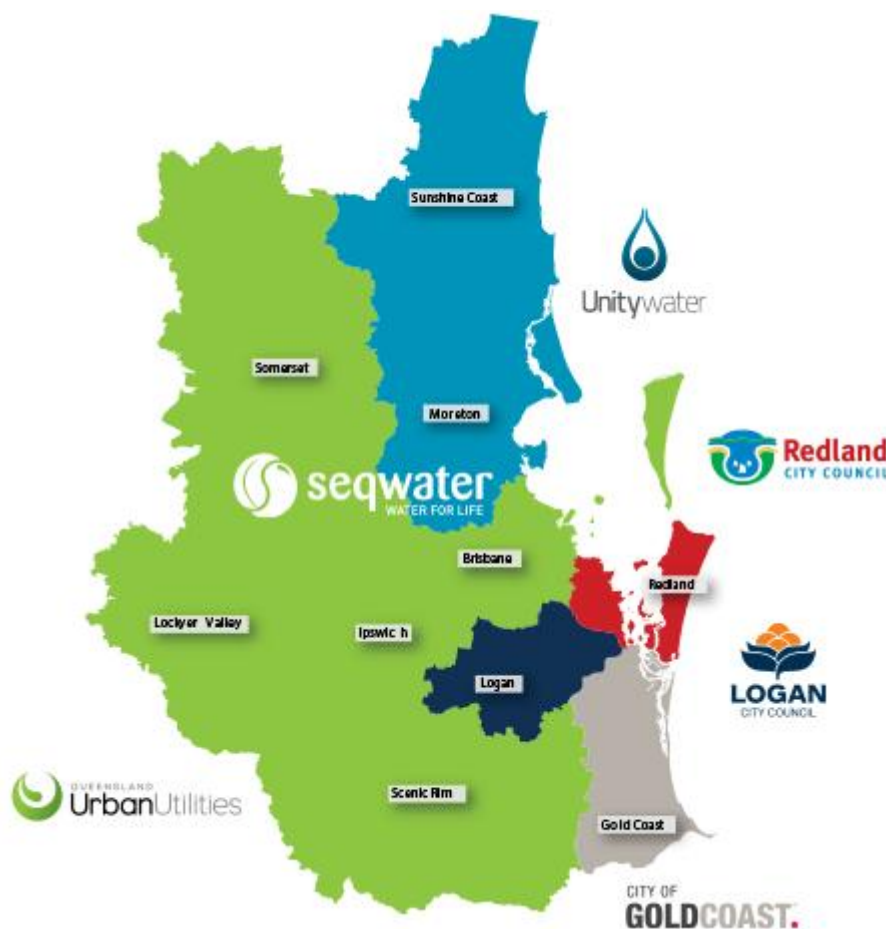 Sunshine Coast
Unitywater
Somerset
Moreton
Redland
CITY COUNCIL
seqwater
WATER FOR LIFE
Brisbane
Redland
Lockyer Valley
Ipswic h
Logan
LOGAN
CITY COUNCIL
QUEENSLAND
UrbanUtilities
Scenic Rim
Gold Coast
CITY OF
GOLDCOAST.